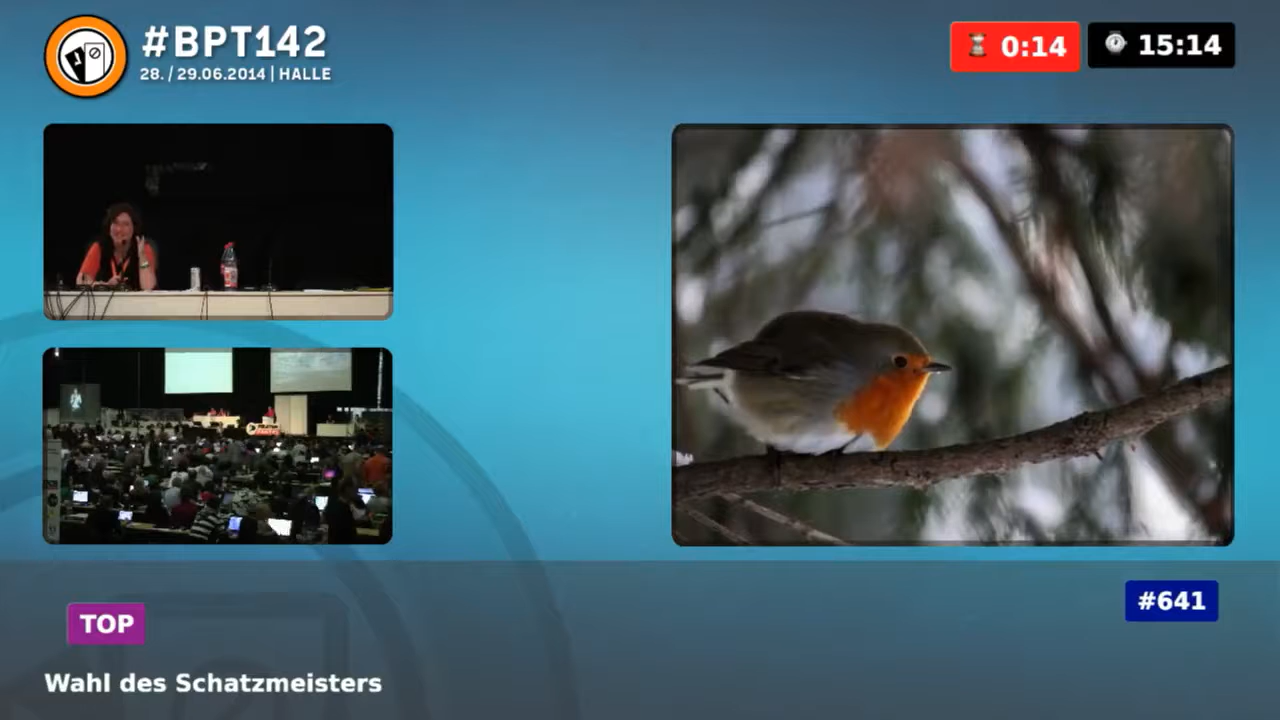 #BPT142
28. / 29.06.2014 | HALLE
0:14
15:14
#641
TOP
Wahl des Schatzmeisters